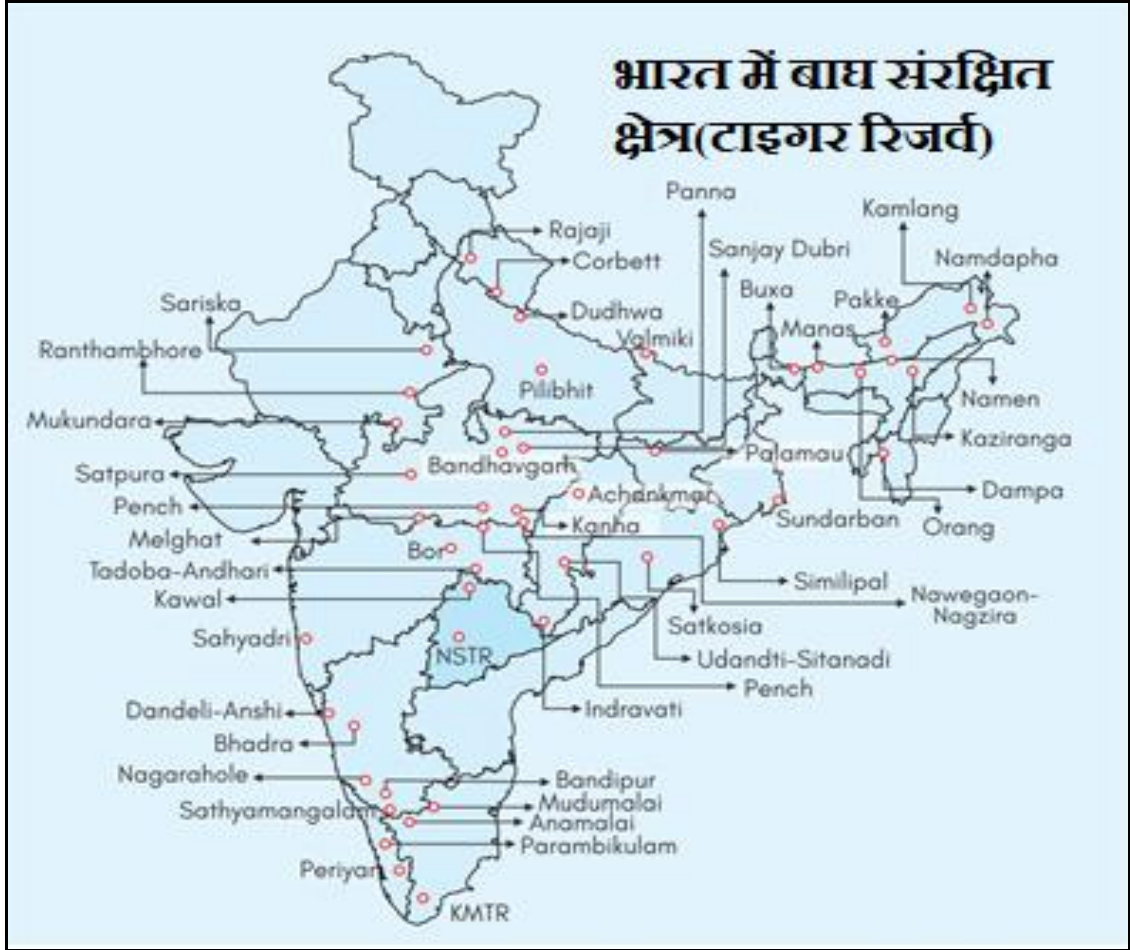 भारत में बाघ संरक्षित
क्षेत्र(टाइगर रिजर्व)
Panna
Kamlang
Rajaji
Sanjay Dubri
Namdapha
Corbett
Buxa
Pakke
Sariska
Dudhwa
Manas
Valmiki
Ranthambhore
Pilibhit
Namen
Mukundara
Kaziranga
Palamau
Bandhavgarh
Satpura
Dampa
Achankmar
Pench
Sundarban
Orang
Kanha
Melghat
Bor
Tadoba-Andhari
Similipal
Kawal
Nawegaon-
Nagzira
Satkosia
Sahyadri
NSTR
Udandti-Sitanadi
Pench
Dandeli-Anshi
Indravati
Bhadra
Nagarahole
Bandipur
Mudumalai
Sathyamangalam
Anamalai
Parambikulam
Periyar
KMTR